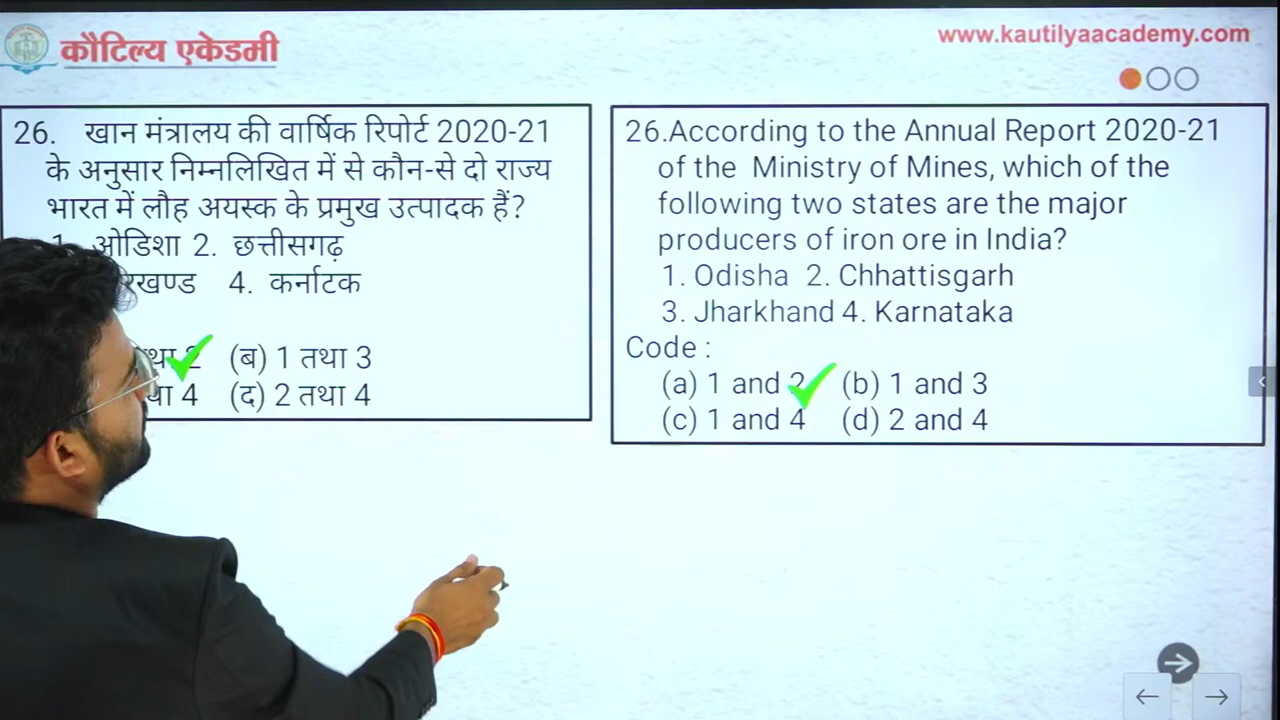 कौटिल्य एकेडमी
www.kautilyaacademy.com
26. खान मंत्रालय की वार्षिक रिपोर्ट 2020-21
के अनुसार निम्नलिखित में से कौन-से दो राज्य
भारत में लौह अयस्क के प्रमुख उत्पादक हैं?
1. ओडिशा 2. छत्तीसगढ़
4. कर्नाटक
2 (ब) 1 तथा 3
4 (द) 2 तथा 4
26.According to the Annual Report 2020-21
of the Ministry of Mines, which of the
following two states are the major
producers of iron ore in India?
1. Odisha 2. Chhattisgarh
3. Jharkhand 4. Karnataka
Code :
(a) 1 and 2 (b) 1 and 3
(c) 1 and 4 (d) 2 and 4